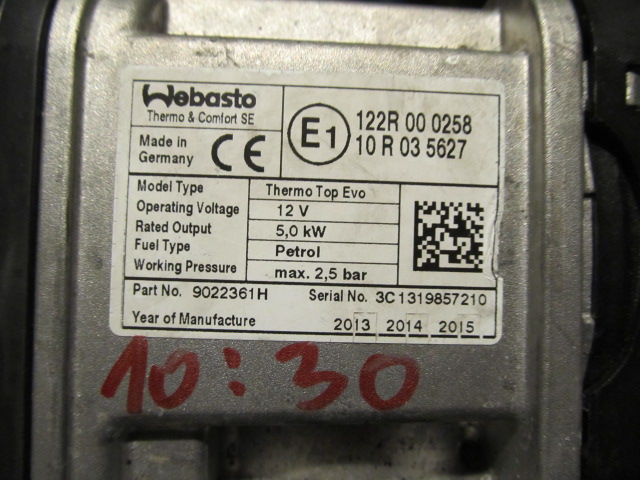 Webasto
Thermo & Comfort SE
Made in
Germany
CE
E1
122R 00 0258
10 R 03 5627
Model Type Thermo Top Evo
Operating Voltage 12 V
Rated Output 5,0 kW
Fuel Type Petrol
Working Pressure max. 2,5 bar
Part No. 9022361H Serial No. 3C1319857210
Year of Manufacture 2013 2014 2015
10:30